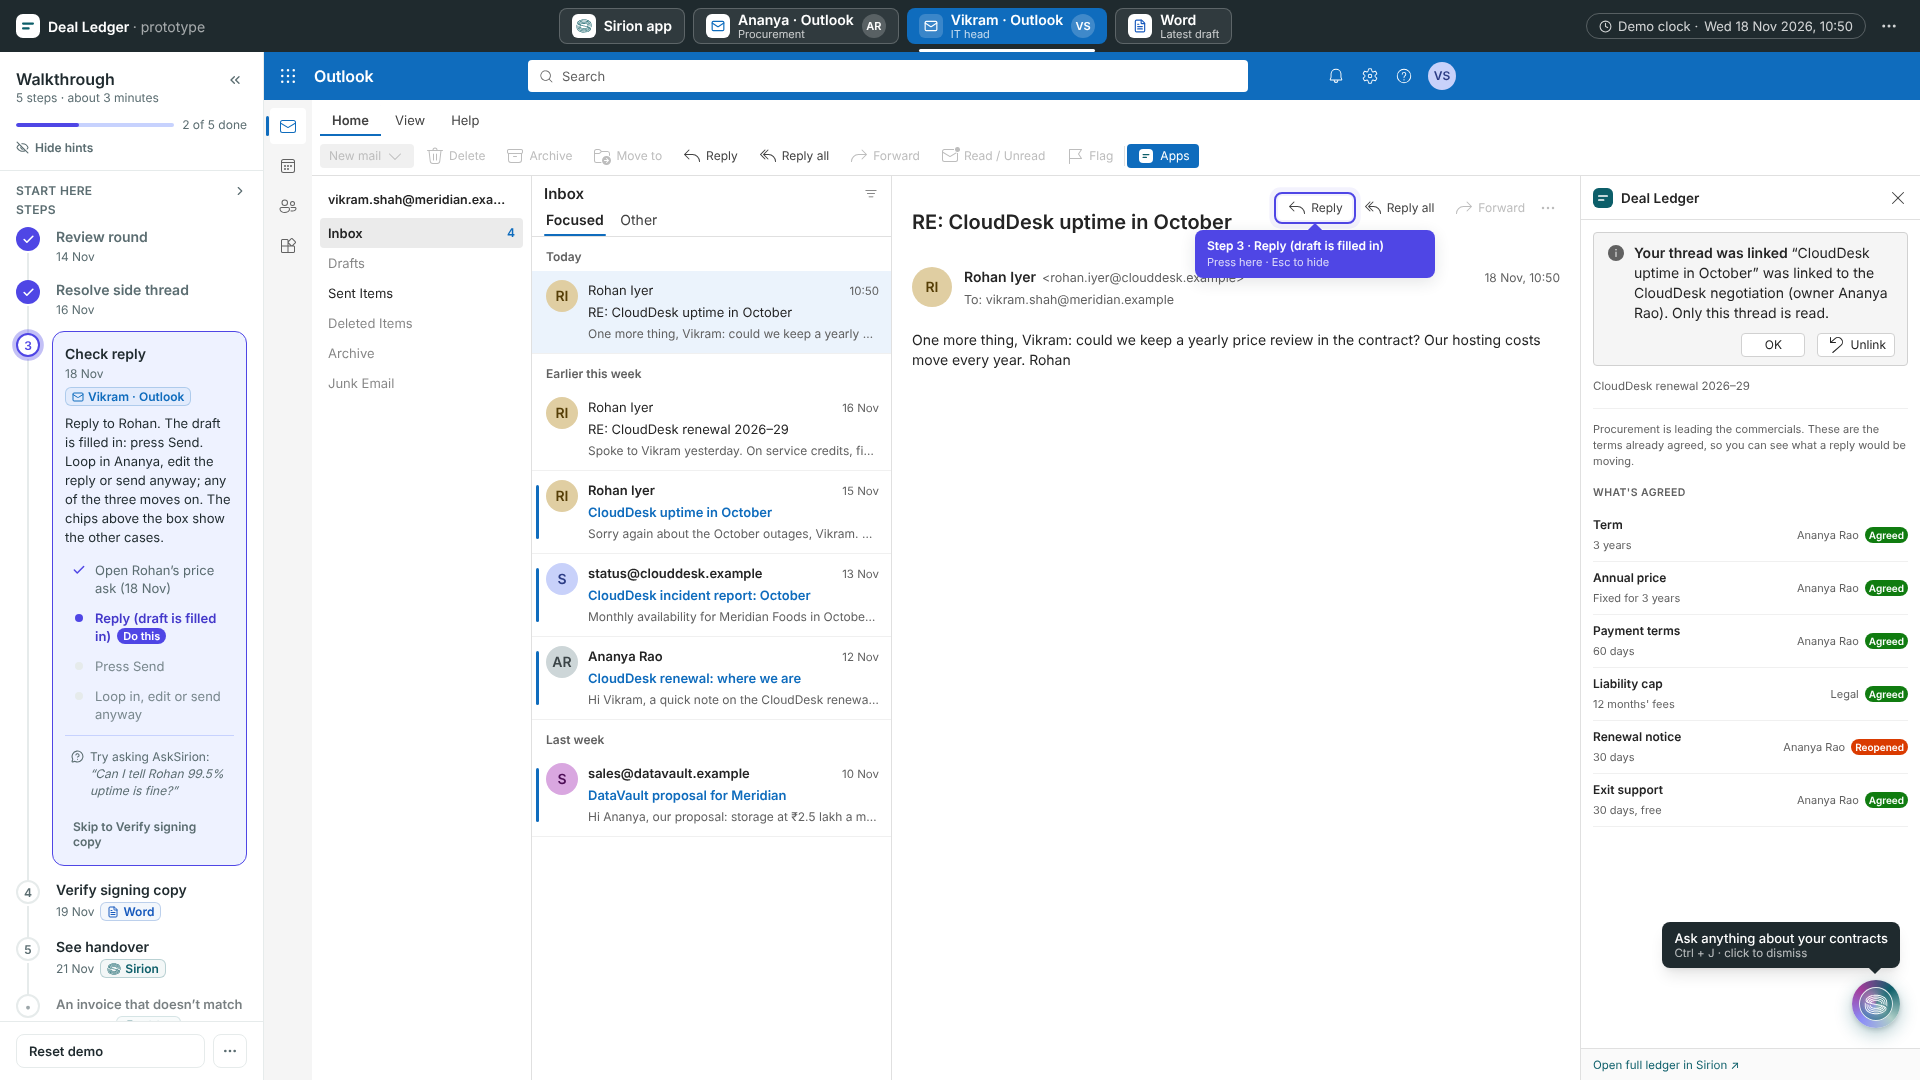 Deal Ledger · prototype
Sirion app
Ananya · Outlook
Procurement
AR
Vikram · Outlook
IT head
VS
Word
Latest draft
Demo clock · Wed 18 Nov 2026, 10:50
Walkthrough
5 steps · about 3 minutes
2 of 5 done
Hide hints
START HERE
STEPS
Review round
14 Nov
Resolve side thread
16 Nov
3
Check reply
18 Nov
Vikram · Outlook
Reply to Rohan. The draft
is filled in: press Send.
Loop in Ananya, edit the
reply or send anyway; any
of the three moves on. The
chips above the box show
the other cases.
Open Rohan's price
ask (18 Nov)
Reply (draft is filled
in) Do this
Press Send
Loop in, edit or send
anyway
Try asking AskSirion:
“Can I tell Rohan 99.5%
uptime is fine?”
Skip to Verify signing
copy
4
Verify signing copy
19 Nov Word
5
See handover
21 Nov Sirion
An invoice that doesn't match
Reset demo
Outlook
Search
VS
Home View Help
New mail Delete Archive Move to Reply Reply all Forward Read / Unread Flag Apps
vikram.shah@meridian.exa...
Inbox 4
Drafts
Sent Items
Deleted Items
Archive
Junk Email
Inbox
Focused Other
Today
RI
Rohan Iyer 10:50
RE: CloudDesk uptime in October
One more thing, Vikram: could we keep a yearly ...
Earlier this week
RI
Rohan Iyer 16 Nov
RE: CloudDesk renewal 2026–29
Spoke to Vikram yesterday. On service credits, fi...
RI
Rohan Iyer 15 Nov
CloudDesk uptime in October
Sorry again about the October outages, Vikram. ...
S
status@clouddesk.example 13 Nov
CloudDesk incident report: October
Monthly availability for Meridian Foods in Octobe...
AR
Ananya Rao 12 Nov
CloudDesk renewal: where we are
Hi Vikram, a quick note on the CloudDesk renewa...
Last week
S
sales@datavault.example 10 Nov
DataVault proposal for Meridian
Hi Ananya, our proposal: storage at ₹2.5 lakh a m...
RE: CloudDesk uptime in October
Reply Reply all Forward
Step 3 · Reply (draft is filled in)
Press here · Esc to hide
RI
Rohan Iyer <rohan.iyer@clouddesk.example> 18 Nov, 10:50
To: vikram.shah@meridian.example
One more thing, Vikram: could we keep a yearly price review in the contract? Our hosting costs
move every year. Rohan
Deal Ledger
Your thread was linked “CloudDesk
uptime in October” was linked to the
CloudDesk negotiation (owner Ananya
Rao). Only this thread is read.
OK Unlink
CloudDesk renewal 2026–29
Procurement is leading the commercials. These are the
terms already agreed, so you can see what a reply would be
moving.
WHAT'S AGREED
Term
3 years
Ananya Rao Agreed
Annual price
Fixed for 3 years
Ananya Rao Agreed
Payment terms
60 days
Ananya Rao Agreed
Liability cap
12 months' fees
Legal Agreed
Renewal notice
30 days
Ananya Rao Reopened
Exit support
30 days, free
Ananya Rao Agreed
Ask anything about your contracts
Ctrl + J · click to dismiss
Open full ledger in Sirion ↗